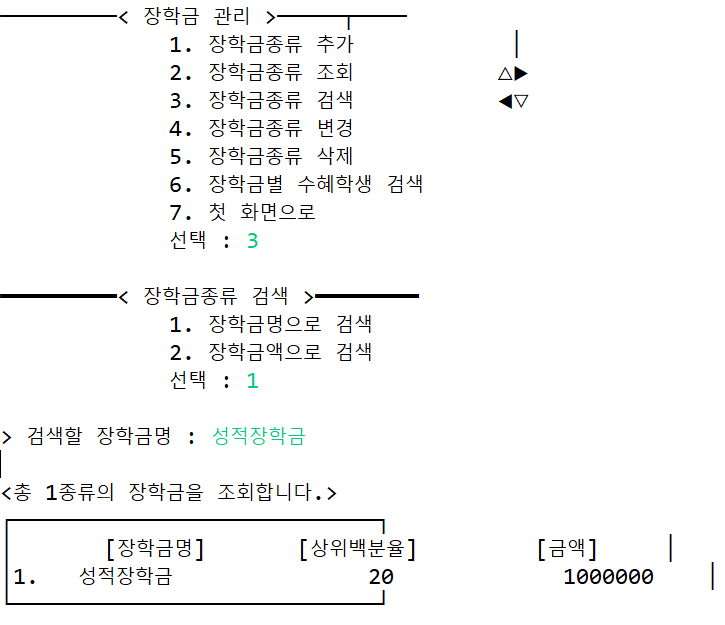 < 장학금 관리 >
1. 장학금종류 추가
2. 장학금종류 조회 △▶
3. 장학금종류 검색 ◀▽
4. 장학금종류 변경
5. 장학금종류 삭제
6. 장학금별 수혜학생 검색
7. 첫 화면으로
선택 : 3
< 장학금종류 검색 >
1. 장학금명으로 검색
2. 장학금액으로 검색
선택 : 1
> 검색할 장학금명 : 성적장학금
<총 1종류의 장학금을 조회합니다.>
[장학금명] [상위백분율] [금액]
1. 성적장학금 20 1000000